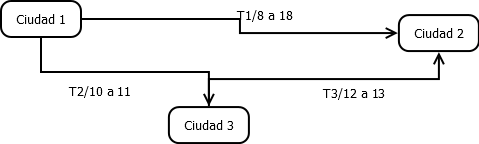 Ciudad 1
T1/8 a 18
Ciudad 2
T2/10 a 11
T3/12 a 13
Ciudad 3